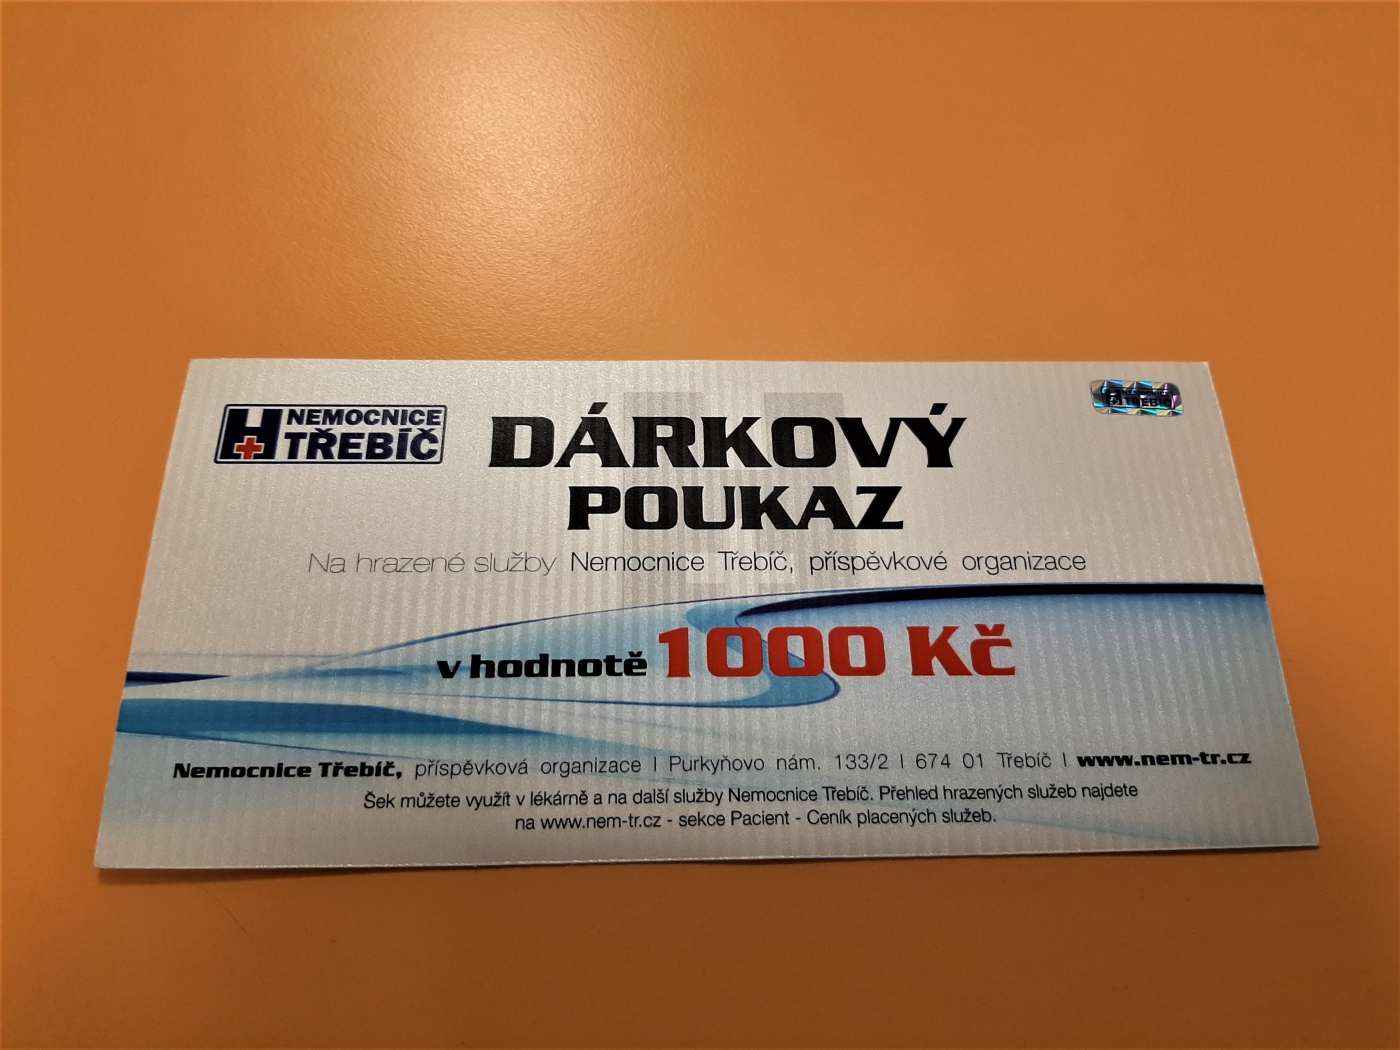 NEMOCNICE
TŘEBÍČ
DÁRKOVÝ
POUKAZ
NEMOCNICE
TŘEBÍČ
Na hrazené služby Nemocnice Třebíč, příspěvkové organizace
v hodnotě 1000 Kč
Nemocnice Třebíč, příspěvková organizace | Purkyňovo nám. 133/2 | 674 01 Třebíč | www.nem-tr.cz
Šek můžete využít v lékárně a na další služby Nemocnice Třebíč. Přehled hrazených služeb najdete
na www.nem-tr.cz - sekce Pacient - Ceník placených služeb.